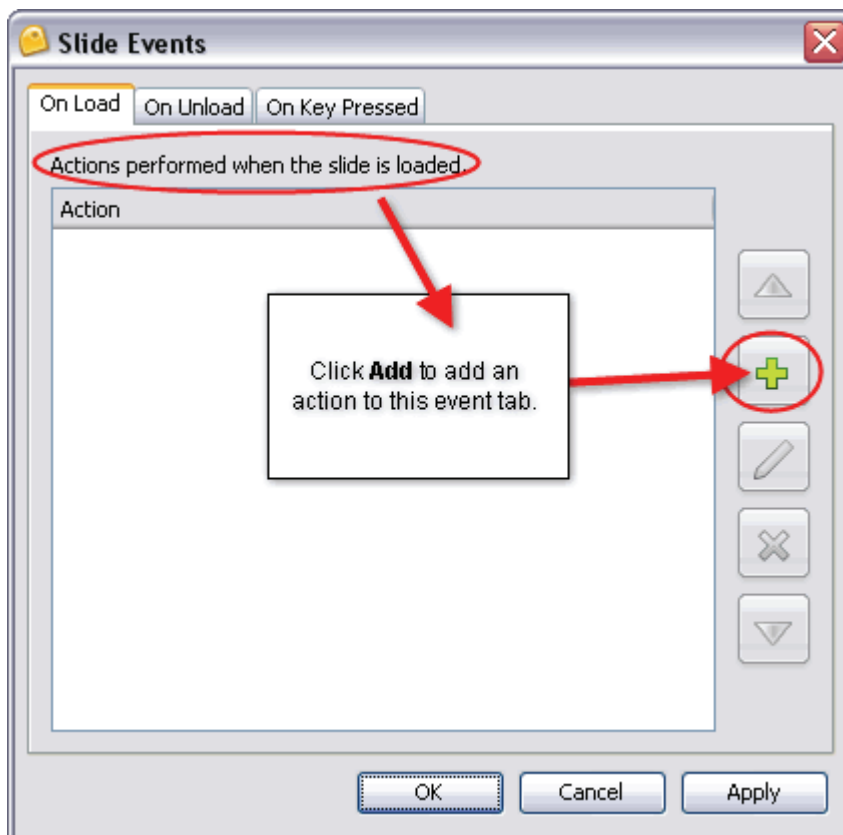 Slide Events
On Load On Unload On Key Pressed
Actions performed when the slide is loaded.
Action
Click Add to add an
action to this event tab.
OK Cancel Apply